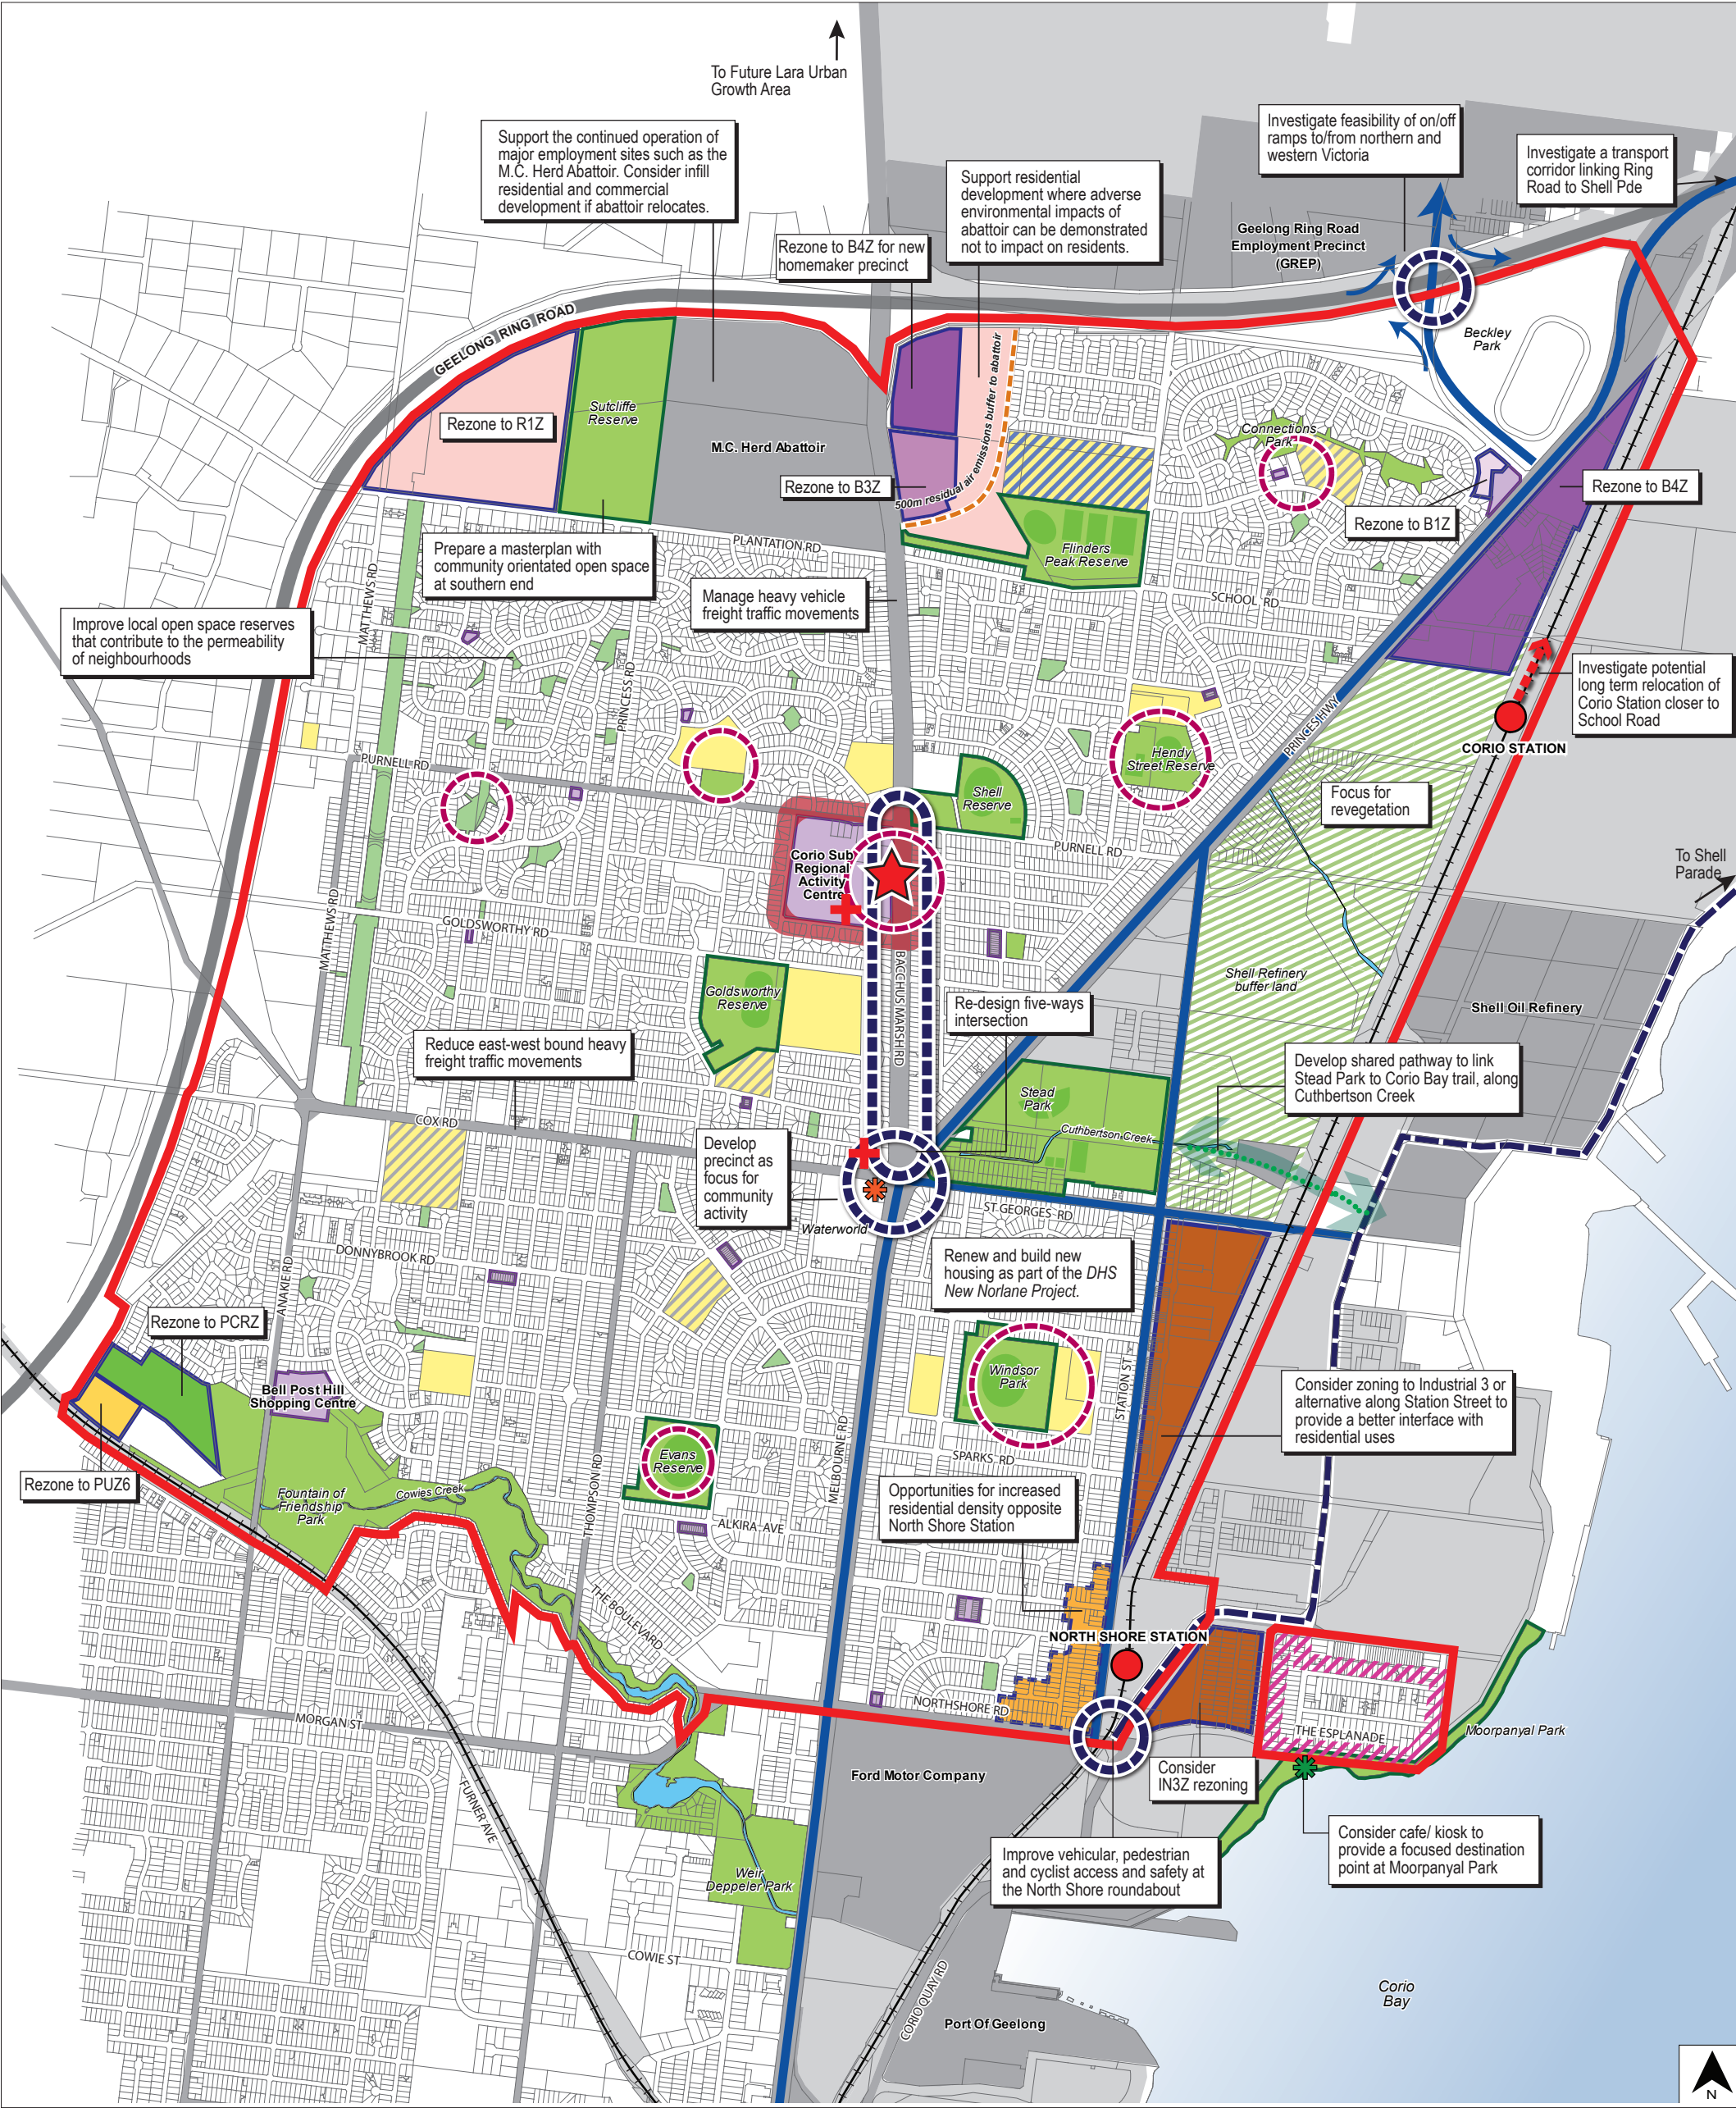 To Future Lara Urban
Growth Area
Support the continued operation of
major employment sites such as the
M.C. Herd Abattoir. Consider infill
residential and commercial
development if abattoir relocates.
Investigate feasibility of on/off
ramps to/from northern and
western Victoria
Investigate a transport
corridor linking Ring
Road to Shell Pde
Support residential
development where adverse
environmental impacts of
abattoir can be demonstrated
not to impact on residents.
Rezone to B4Z for new
homemaker precinct
Geelong Ring Road
Employment Precinct
(GREP)
Beckley
Park
GEELONG RING ROAD
Rezone to R1Z
Sutcliffe
Reserve
M.C. Herd Abattoir
500m residual air emissions buffer to abattoir
Connections
Park
Rezone to B3Z
Rezone to B4Z
Rezone to B1Z
Prepare a masterplan with
community orientated open space
at southern end
PLANTATION RD
Flinders
Peak Reserve
MATTHEWS RD
Manage heavy vehicle
freight traffic movements
SCHOOL RD
Improve local open space reserves
that contribute to the permeability
of neighbourhoods
PRINCESS RD
Investigate potential
long term relocation of
Corio Station closer to
School Road
PRINCES HWY
CORIO STATION
PURNELL RD
Hendy
Street Reserve
Shell
Reserve
Focus for
revegetation
PURNELL RD
To Shell
Parade
Corio Sub
Regional
Activity
Centre
MATTHEWS RD
GOLDSWORTHY RD
BACCHUS MARSH RD
Goldsworthy
Reserve
Shell Refinery
buffer land
Shell Oil Refinery
Re-design five-ways
intersection
Reduce east-west bound heavy
freight traffic movements
Develop shared pathway to link
Stead Park to Corio Bay trail, along
Cuthbertson Creek
Stead
Park
COX RD
Cuthbertson Creek
Develop
precinct as
focus for
community
activity
ST GEORGES RD
Waterworld
DONNYBROOK RD
ANAKIE RD
Renew and build new
housing as part of the DHS
New Norlane Project.
Rezone to PCRZ
Bell Post Hill
Shopping Centre
Windsor
Park
STATION ST
Consider zoning to Industrial 3 or
alternative along Station Street to
provide a better interface with
residential uses
MELBOURNE RD
Evans
Reserve
SPARKS RD
Rezone to PUZ6
Fountain of
Friendship
Park
Cowies Creek
THOMPSON RD
Opportunities for increased
residential density opposite
North Shore Station
ALKIRA AVE
THE BOULEVARD
NORTH SHORE STATION
NORTHSHORE RD
MORGAN ST
THE ESPLANADE
Moorpanyal Park
Ford Motor Company
Consider
IN3Z rezoning
FURNER AVE
Consider cafe/ kiosk to
provide a focused destination
point at Moorpanyal Park
Improve vehicular, pedestrian
and cyclist access and safety at
the North Shore roundabout
Weir
Deppeler Park
COWIE ST
CORIO QUAY RD
Corio
Bay
Port Of Geelong
N